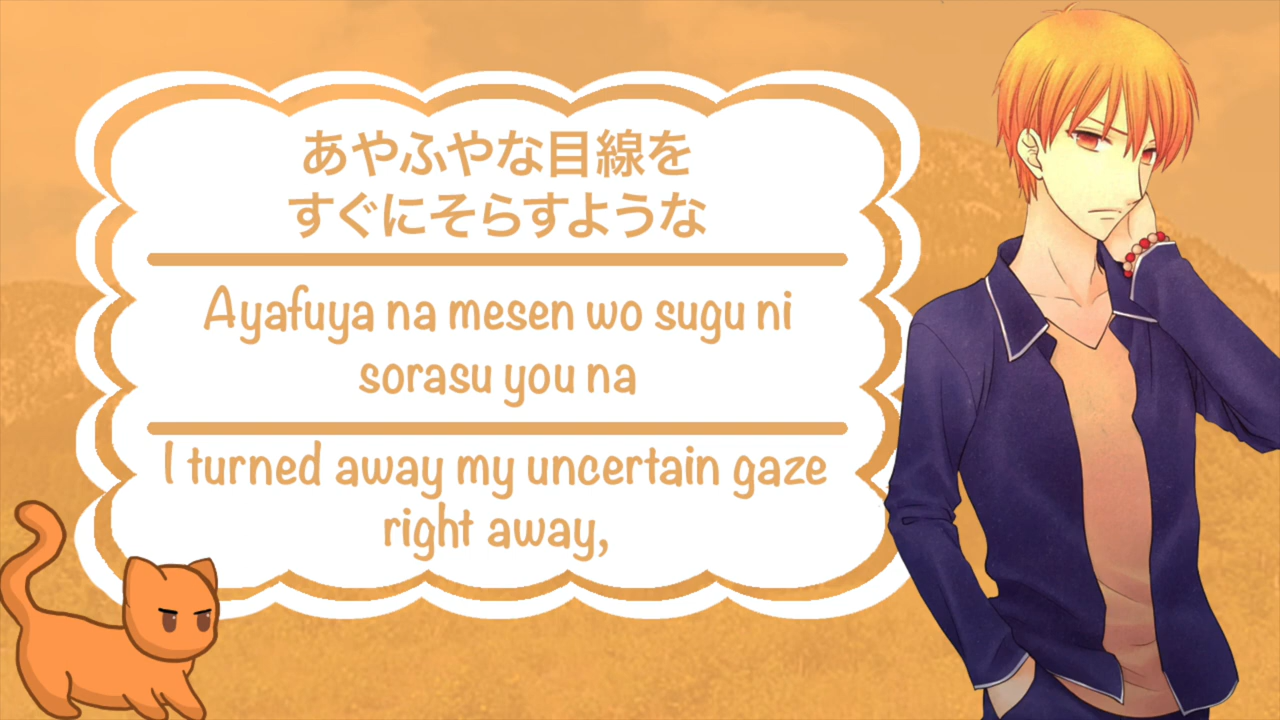 あやふやな目線を
すぐにそらすような
Ayafuya na mesen wo sugu ni
sorasu you na
I turned away my uncertain gaze
right away,